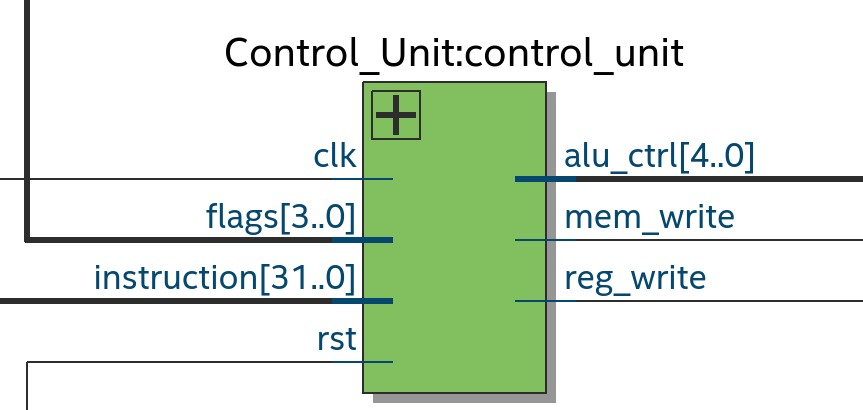 Control_Unit:control_unit
clk
alu_ctrl[4..0]
flags[3..0]
mem_write
instruction[31..0]
reg_write
rst